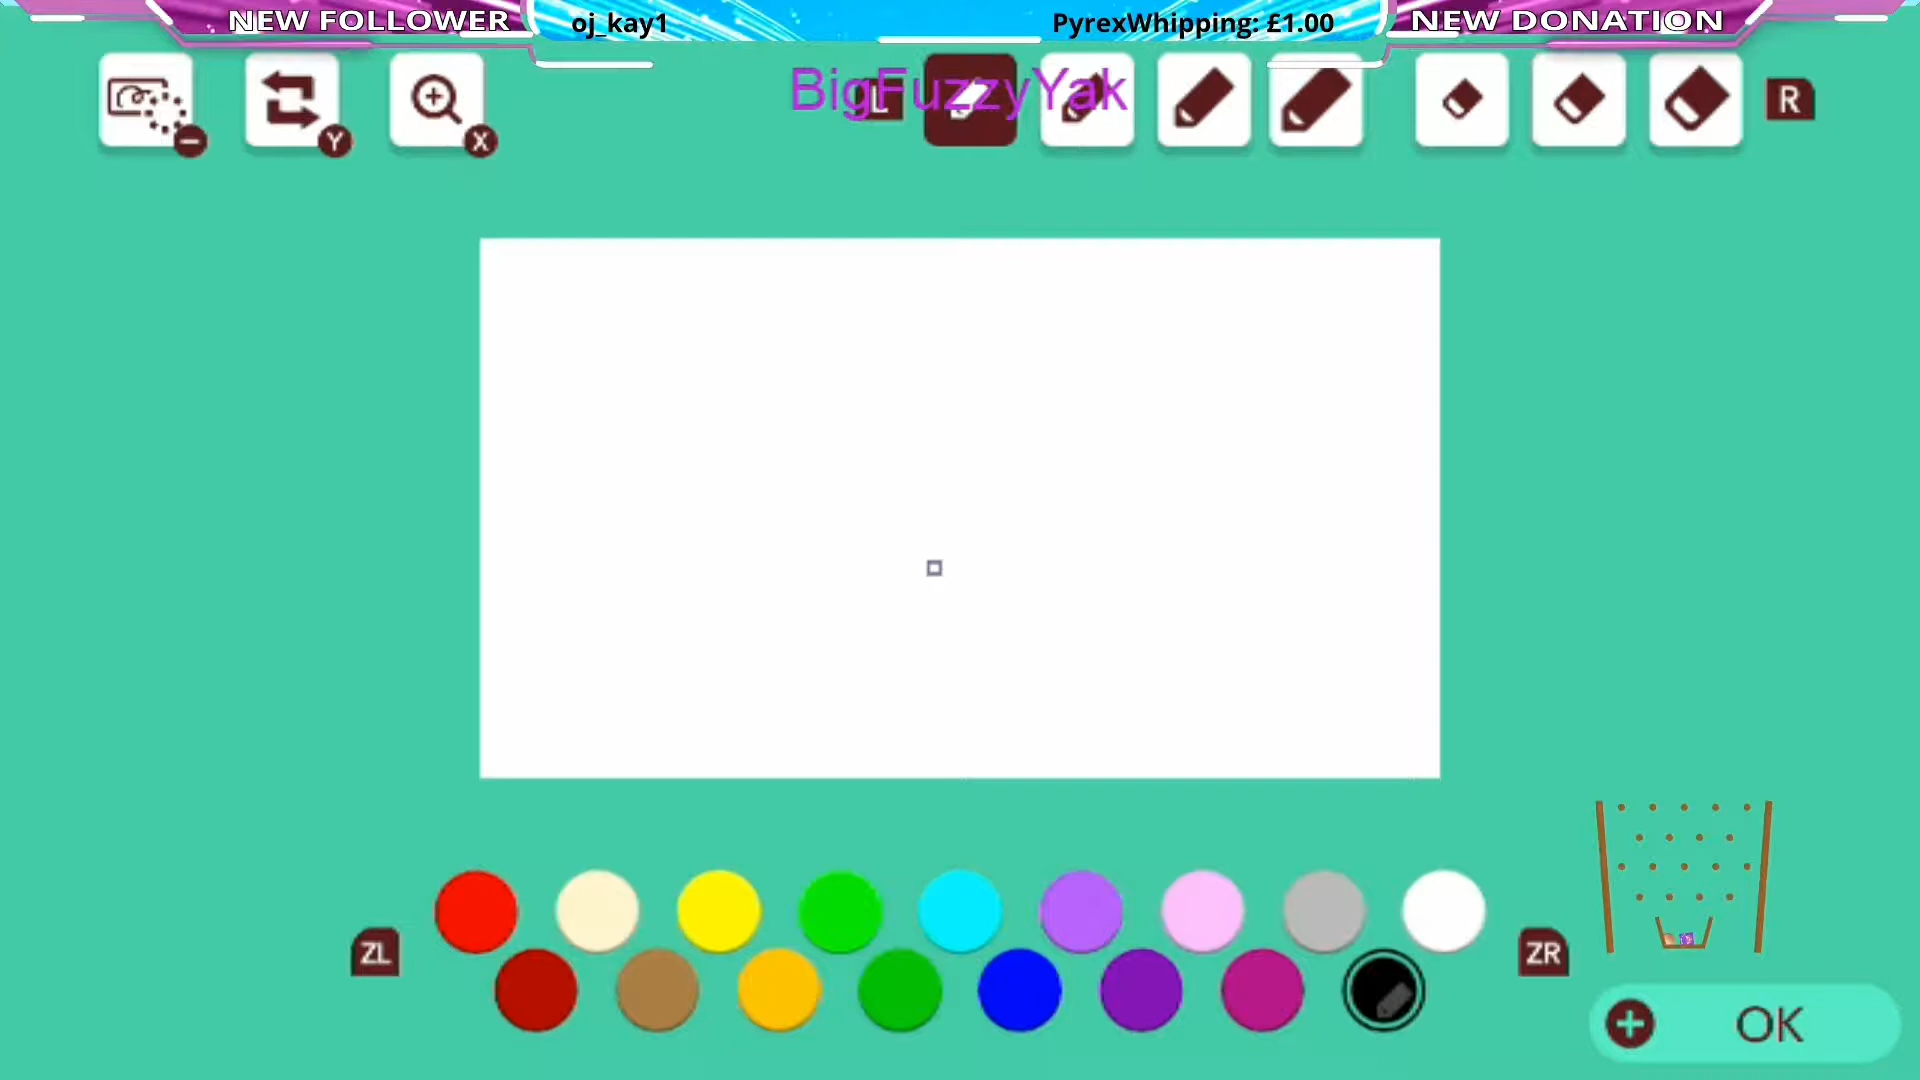 NEW FOLLOWER oj_kay1 PyrexWhipping: £1.00 NEW DONATION
BigFuzzyYak
L R
Y X
ZL ZR
OK